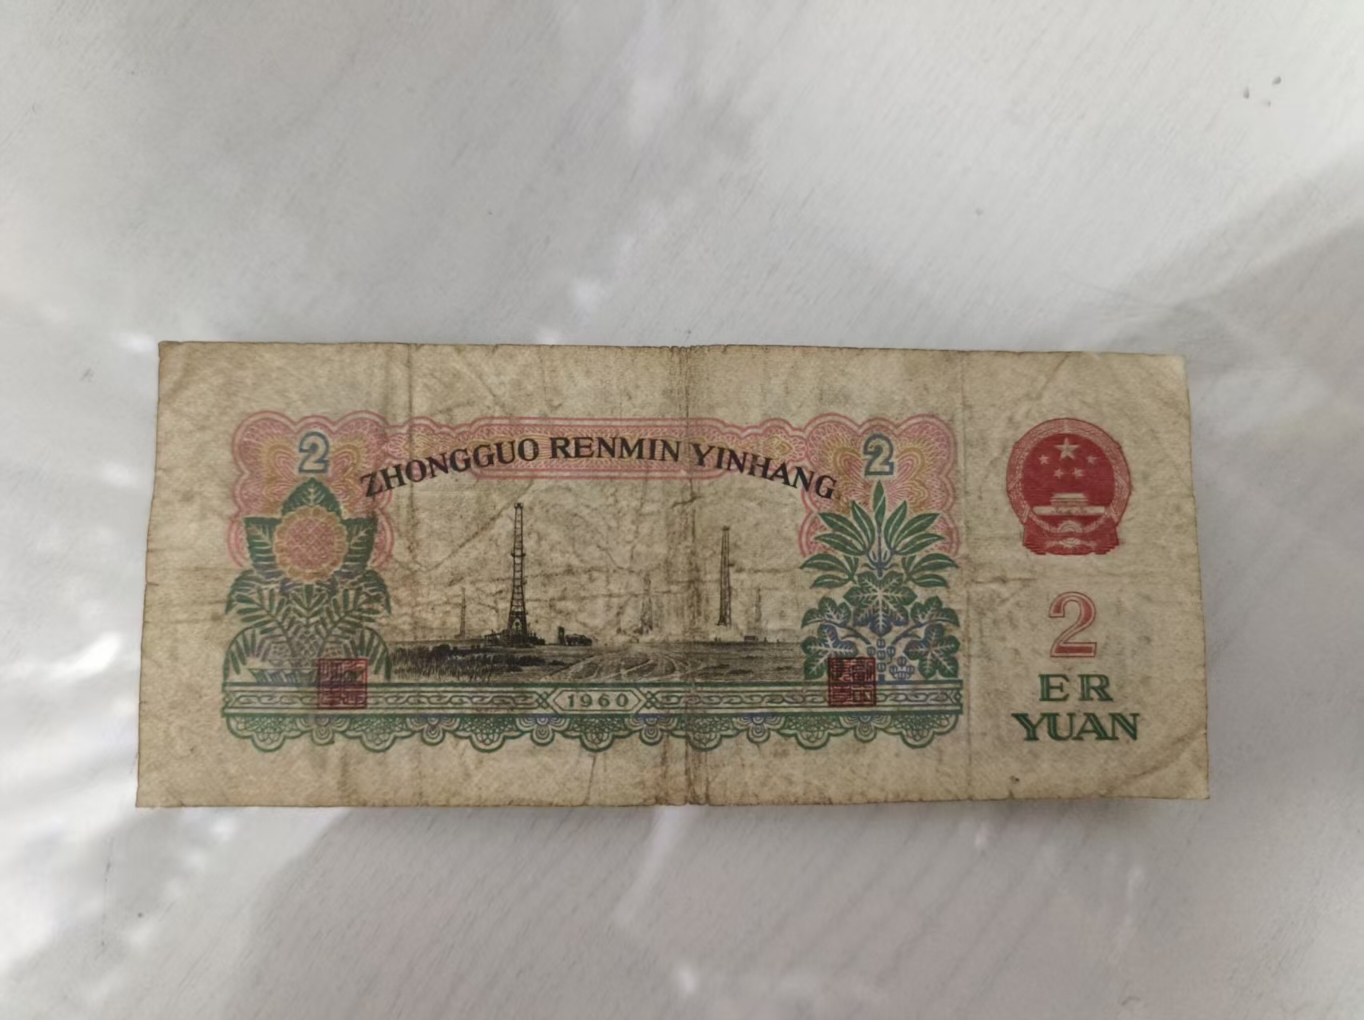 2
2
ZHONGGUO RENMIN YINHANG
1960
2
ER
YUAN